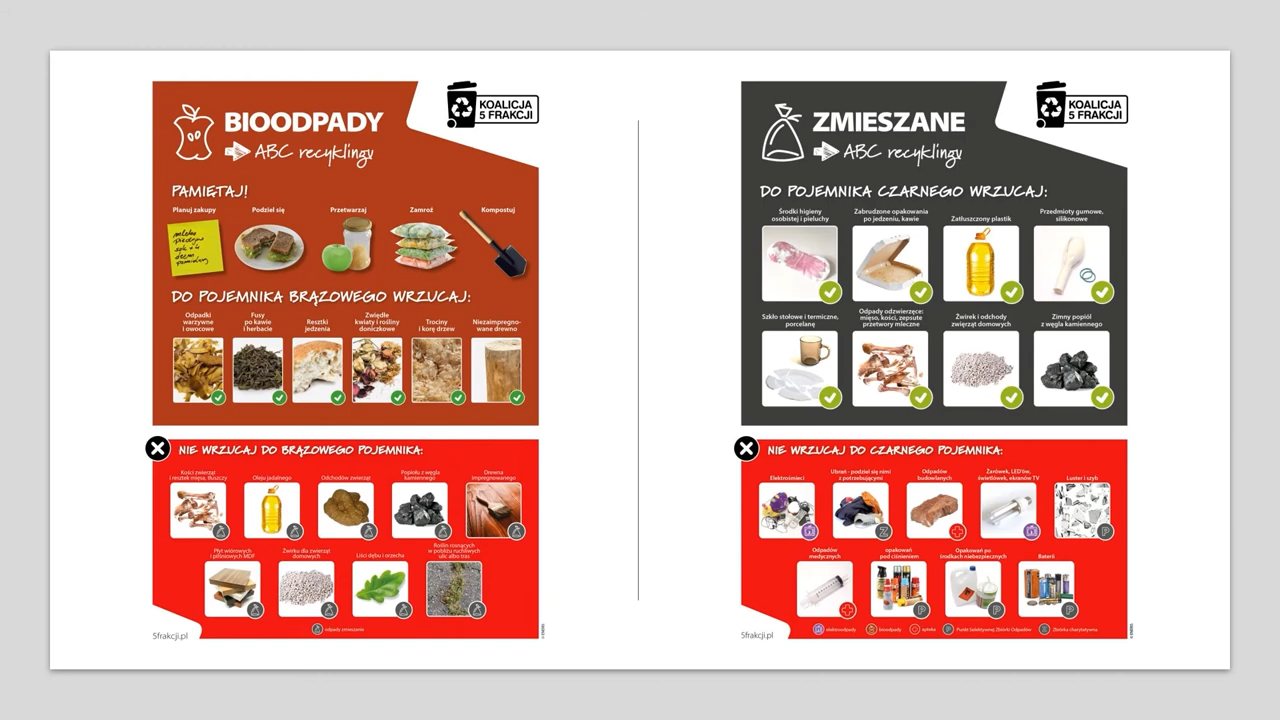 BIOODPADY
ABC recyklingu
KOALICJA
5 FRAKCJI
PAMIĘTAJ!
Planuj zakupy
Podziel się
Przetwarzaj
Zamroź
Kompostuj
DO POJEMNIKA BRĄZOWEGO WRZUCAJ:
Odpadki
warzywne
i owocowe
Fusy
po kawie
i herbacie
Resztki
jedzenia
Zwiędłe
kwiaty i rośliny
doniczkowe
Trociny
i korę drzew
Niezaimpregno-
wane drewno
NIE WRZUCAJ DO BRĄZOWEGO POJEMNIKA:
Kości zwierząt
i resztek mięsa, tłuszczy
Oleju jadalnego
Odchodów zwierząt
Popiołu z węgla
kamiennego
Drewna
impregnowanego
Płyt wiórowych
i pilśniowych MDF
Żwirku dla zwierząt
domowych
Liści dębu i orzecha
Roślin rosnących
w pobliżu ruchliwych
ulic albo tras
odpady zmieszane
5frakcji.pl
ZMIESZANE
ABC recyklingu
KOALICJA
5 FRAKCJI
DO POJEMNIKA CZARNEGO WRZUCAJ:
Środki higieny
osobistej i pieluchy
Zabrudzone opakowania
po jedzeniu, kawie
Zatłuszczony plastik
Przedmioty gumowe,
silikonowe
Szkło stołowe i termiczne,
porcelanę
Odpady odzwierzęce:
mięso, kości, zepsute
przetwory mleczne
Żwirek i odchody
zwierząt domowych
Zimny popiół
z węgla kamiennego
NIE WRZUCAJ DO CZARNEGO POJEMNIKA:
Elektrośmieci
Ubrań - podziel się nimi
z potrzebującymi
Odpadów
budowlanych
Żarówek, LED'ów,
świetlówek, ekranów TV
Luster i szyb
Odpadów
medycznych
opakowań
pod ciśnieniem
Opakowań po
środkach niebezpiecznych
Baterii
elektroodpady
bioodpady
apteka
Punkt Selektywnej Zbiórki Odpadów
Zbiórka charytatywna
5frakcji.pl